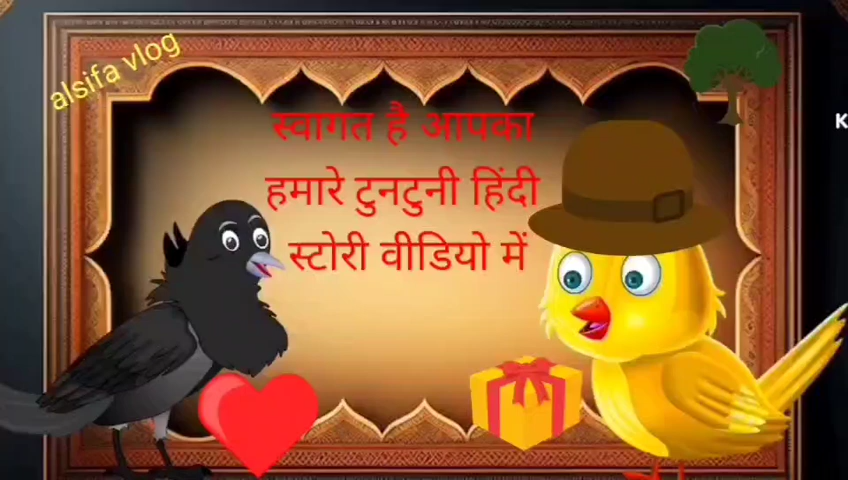 alsifa vlog
स्वागत है आपका
हमारे टुनटुनी हिंदी
स्टोरी वीडियो में
K